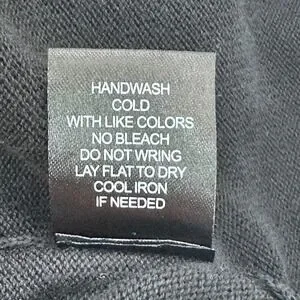 HANDWASH
COLD
WITH LIKE COLORS
NO BLEACH
DO NOT WRING
LAY FLAT TO DRY
COOL IRON
IF NEEDED